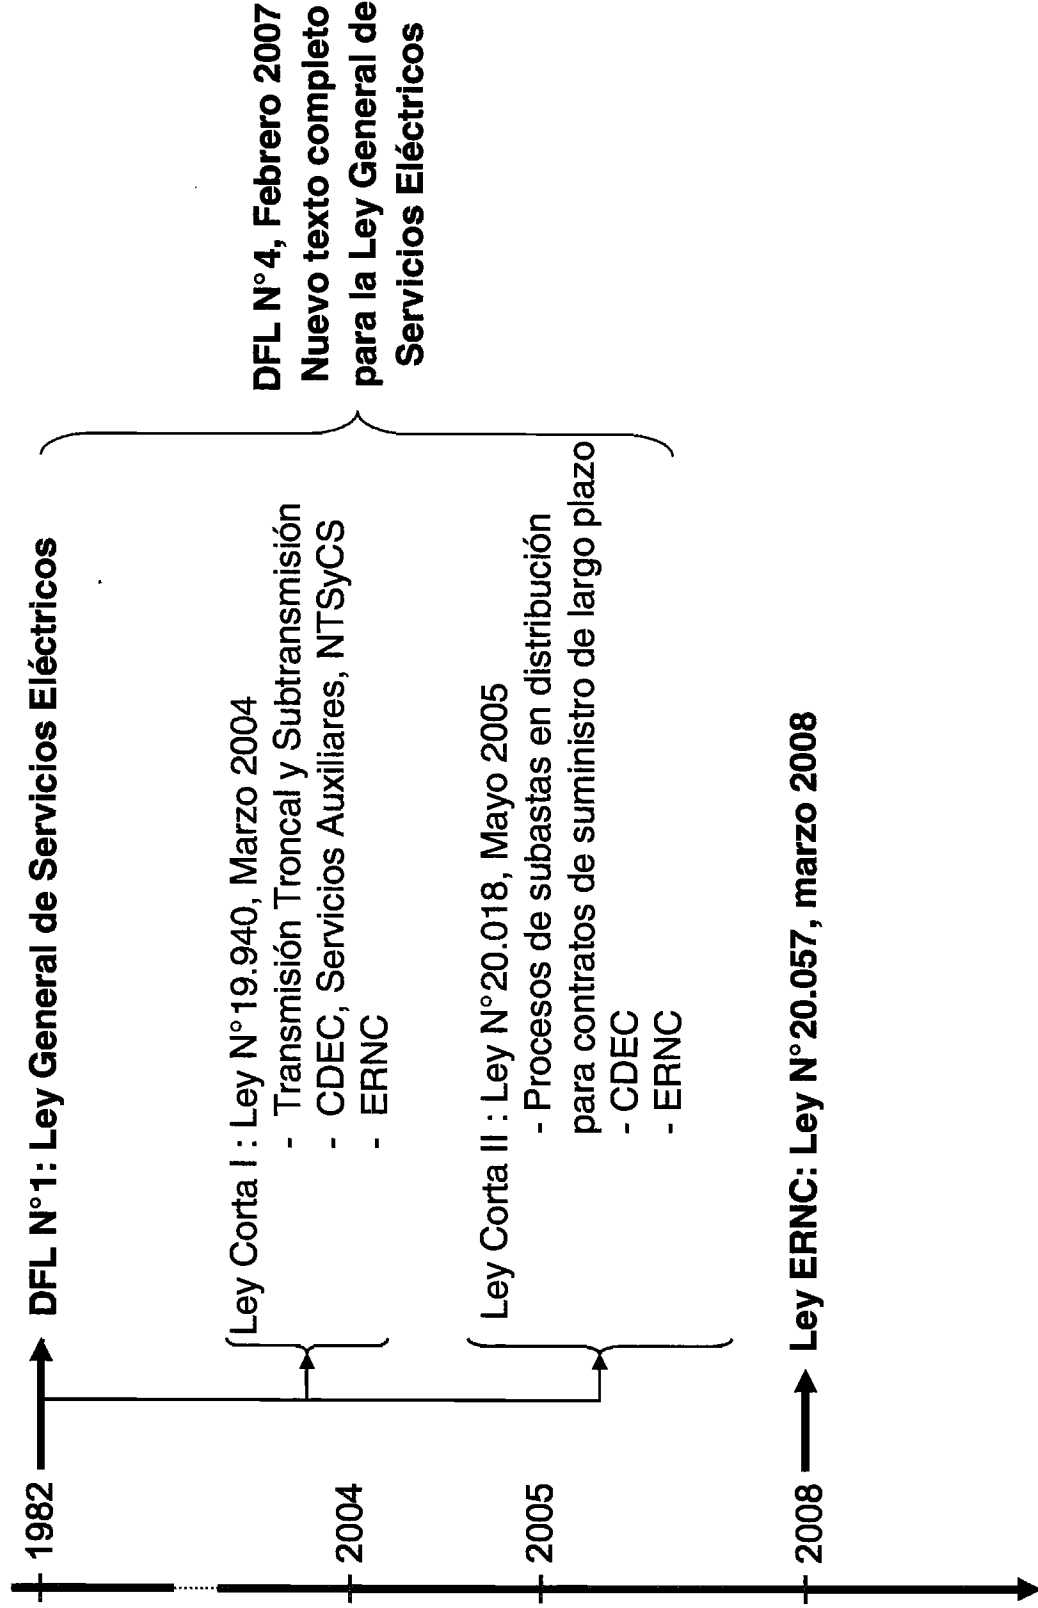 1982
DFL N°1: Ley General de Servicios Eléctricos
2004
Ley Corta I : Ley N°19.940, Marzo 2004
- Transmisión Troncal y Subtransmisión
- CDEC, Servicios Auxiliares, NTSyCS
- ERNC
2005
Ley Corta II : Ley N°20.018, Mayo 2005
- Procesos de subastas en distribución
para contratos de suministro de largo plazo
- CDEC
- ERNC
DFL N°4, Febrero 2007
Nuevo texto completo
para la Ley General de
Servicios Eléctricos
2008
Ley ERNC: Ley N°20.057, marzo 2008